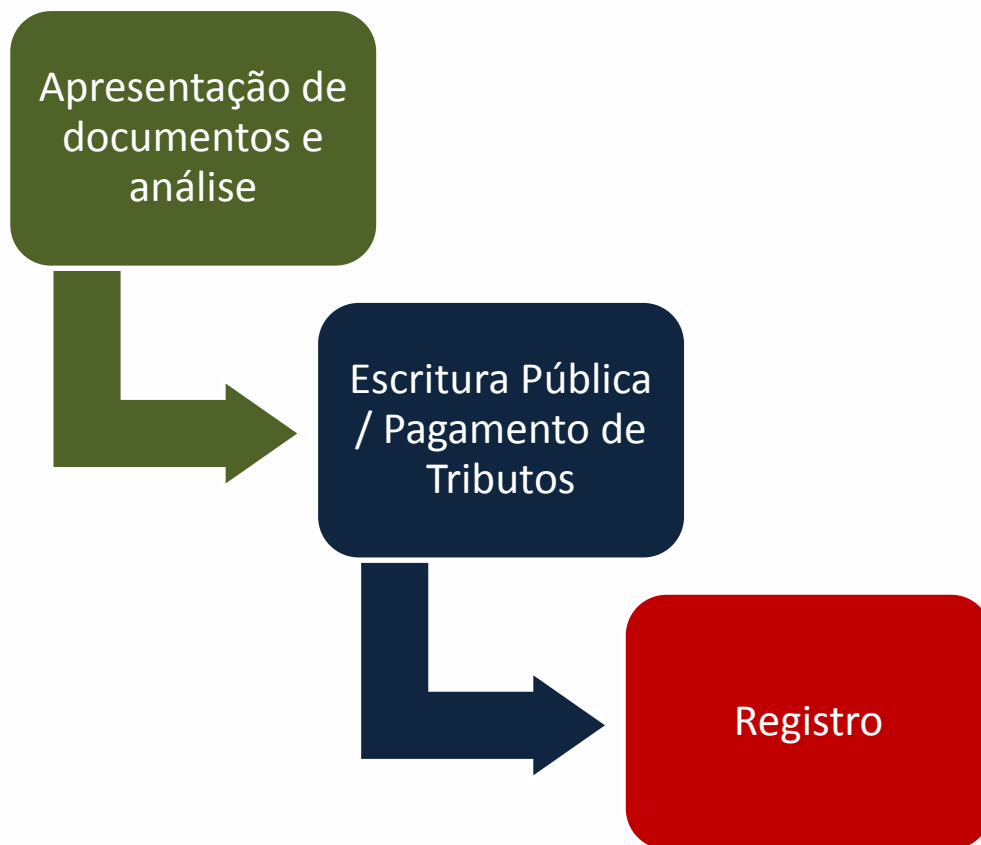 Apresentação de
documentos e
análise
Escritura Pública
/ Pagamento de
Tributos
Registro